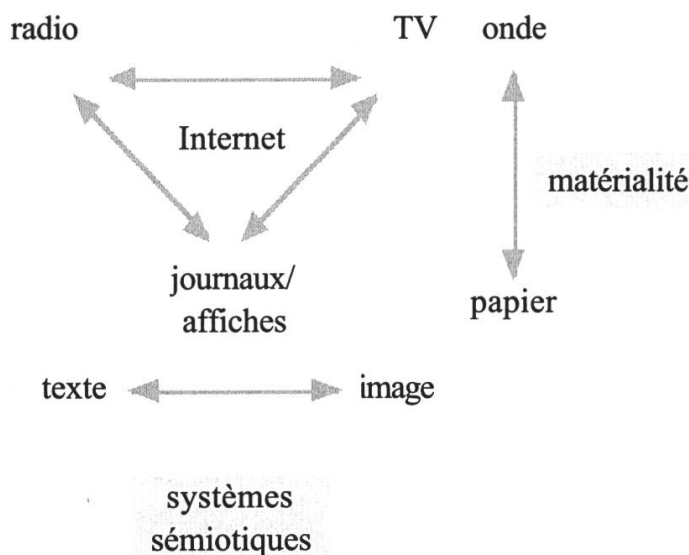 radio TV onde
Internet
matérialité
journaux/
affiches
papier
texte image
systèmes
sémiotiques